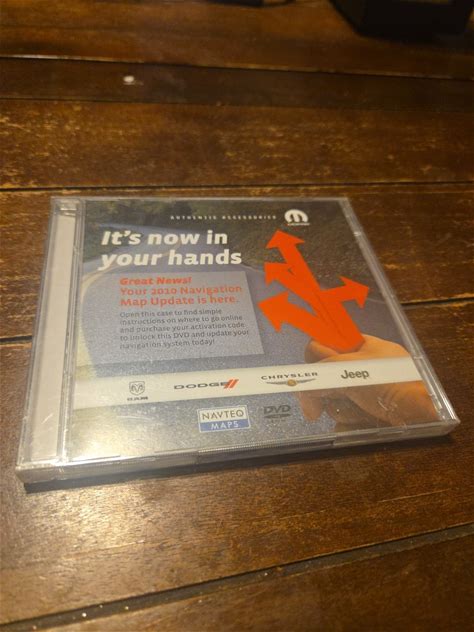 AUTHENTIC ACCESSORIES
MOPAR
It's now in
your hands
Great News!
Your 2010 Navigation
Map Update is here.
Open this case to find simple
instructions on where to go online
and purchase your activation code
to unlock this DVD and update your
navigation system today!
RAM
DODGE
CHRYSLER
Jeep
NAVTEQ
MAPS
DVD